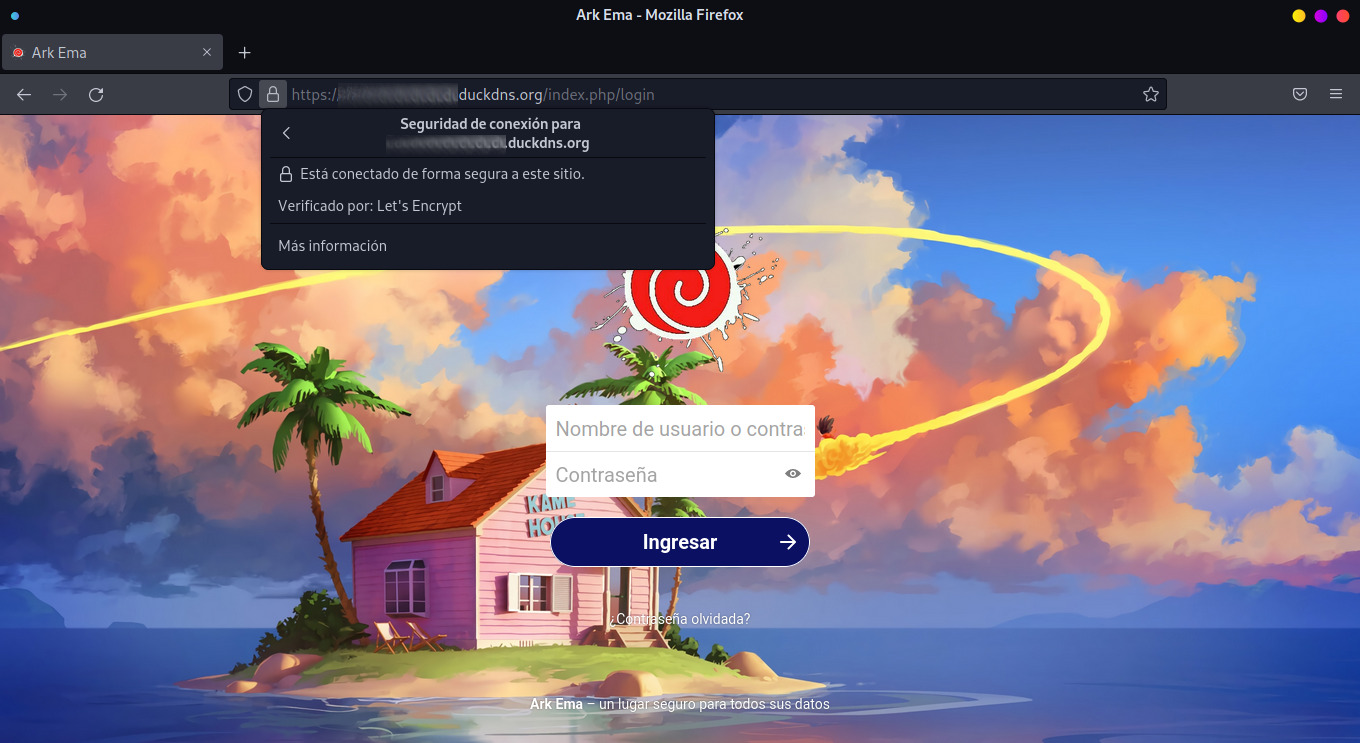 Ark Ema - Mozilla Firefox
Ark Ema
https:/ duckdns.org/index.php/login
Seguridad de conexión para
.duckdns.org
Está conectado de forma segura a este sitio.
Verificado por: Let's Encrypt
Más información
Nombre de usuario o contra
Contraseña
KAME
HOUSE
Ingresar
¿Contraseña olvidada?
Ark Ema – un lugar seguro para todos sus datos